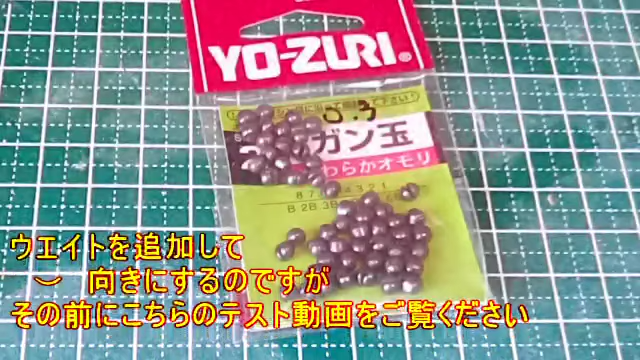 YO-ZURI®
0.3
ガン玉
わらかオモリ
ウエイトを追加して
︶ 向きにするのですが
その前にこちらのテスト動画をご覧ください